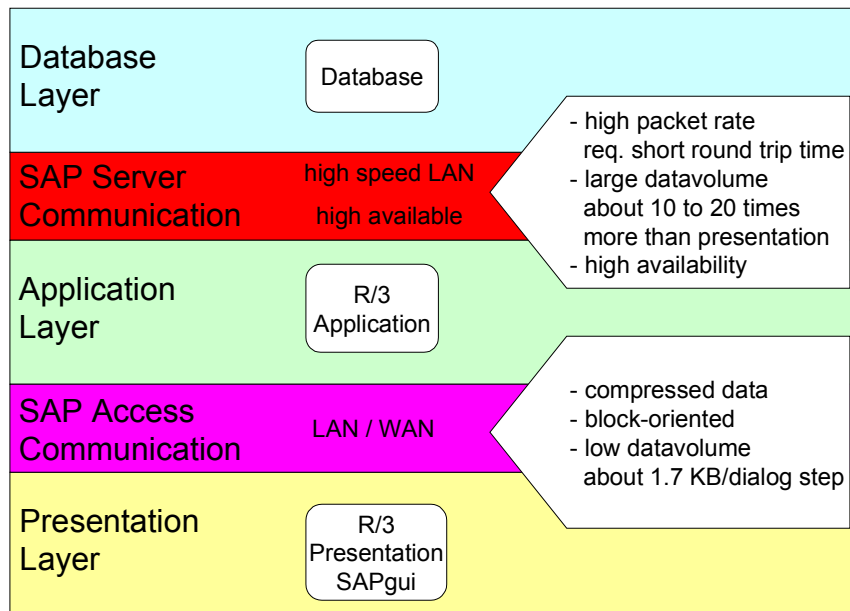 Database
Layer
Database
- high packet rate
req. short round trip time
- large datavolume
about 10 to 20 times
more than presentation
- high availability
SAP Server
Communication
high speed LAN
high available
Application
Layer
R/3
Application
SAP Access
Communication
LAN / WAN
- compressed data
- block-oriented
- low datavolume
about 1.7 KB/dialog step
Presentation
Layer
R/3
Presentation
SAPgui